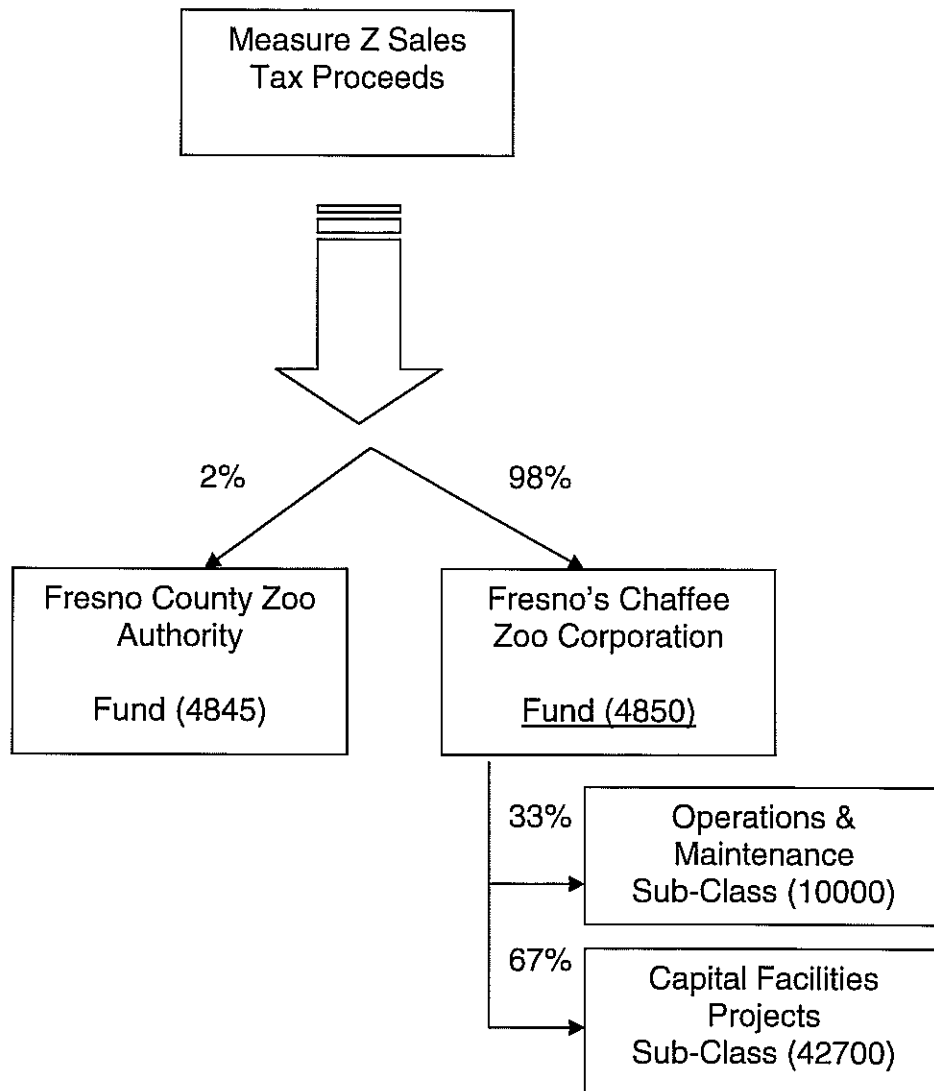 Measure Z Sales
Tax Proceeds
2%
98%
Fresno County Zoo
Authority
Fund (4845)
Fresno's Chaffee
Zoo Corporation
Fund (4850)
33%
Operations &
Maintenance
Sub-Class (10000)
67%
Capital Facilities
Projects
Sub-Class (42700)